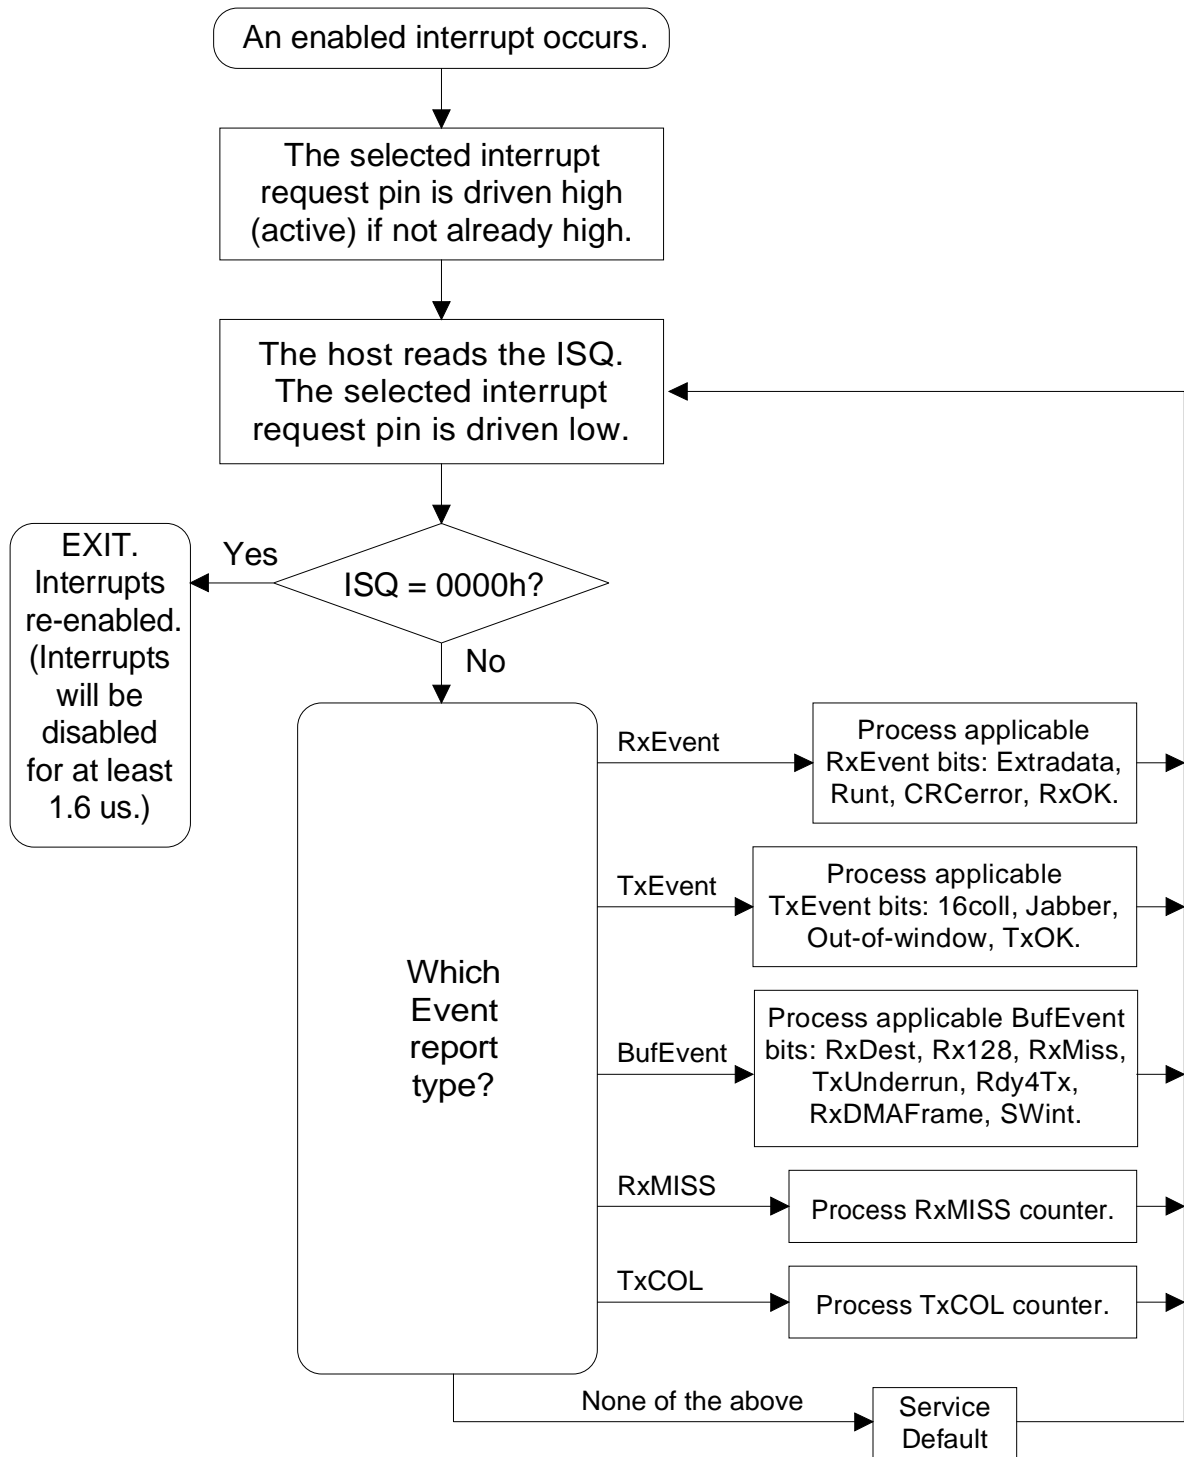 An enabled interrupt occurs.
The selected interrupt
request pin is driven high
(active) if not already high.
The host reads the ISQ.
The selected interrupt
request pin is driven low.
EXIT.
Interrupts
re-enabled.
(Interrupts
will be
disabled
for at least
1.6 us.)
Yes
ISQ = 0000h?
No
Which
Event
report
type?
RxEvent
Process applicable
RxEvent bits: Extradata,
Runt, CRCerror, RxOK.
TxEvent
Process applicable
TxEvent bits: 16coll, Jabber,
Out-of-window, TxOK.
BufEvent
Process applicable BufEvent
bits: RxDest, Rx128, RxMiss,
TxUnderrun, Rdy4Tx,
RxDMAFrame, SWint.
RxMISS
Process RxMISS counter.
TxCOL
Process TxCOL counter.
None of the above
Service
Default